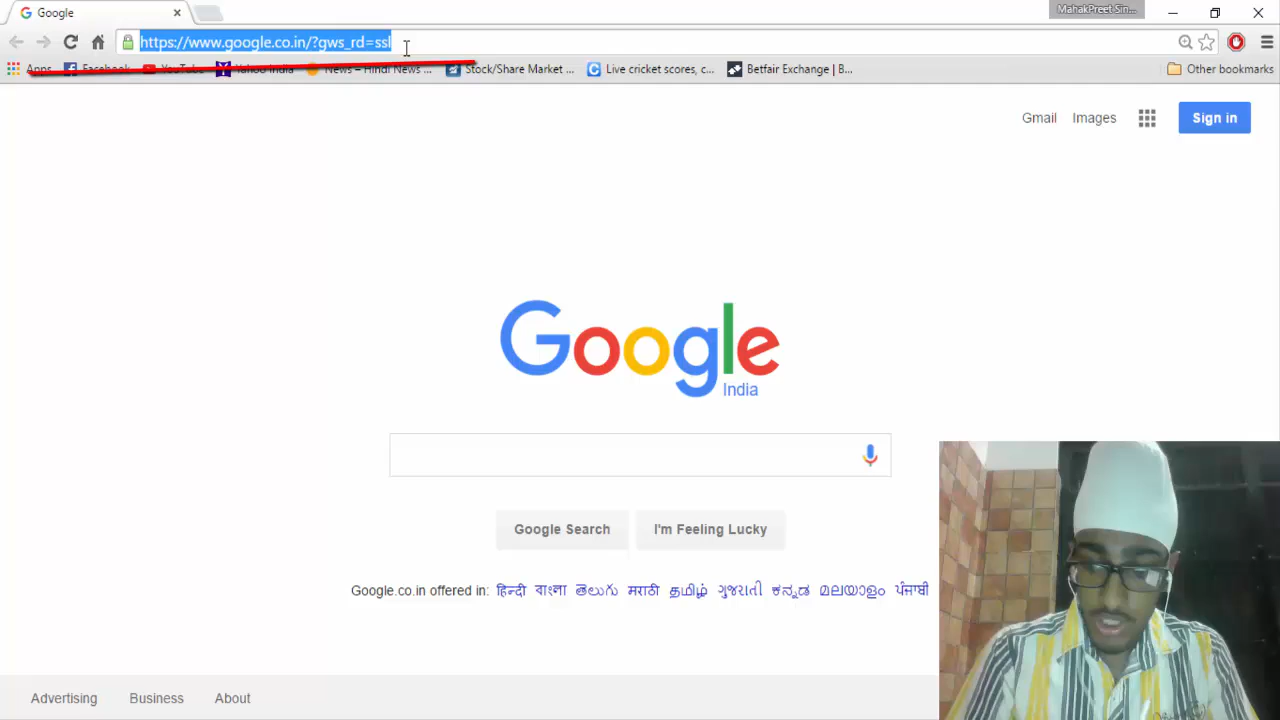 Google
MahakPreet Sin...
https://www.google.co.in/?gws_rd=ssl
Apps Facebook YouTube Yahoo India News – Hindi News ... Stock/Share Market ... Live cricket scores, c... Betfair Exchange | B... Other bookmarks
Gmail Images Sign in
Google
India
Google Search I'm Feeling Lucky
Google.co.in offered in: हिन्दी বাংলা తెలుగు मराठी தமிழ் ગુજરાતી ಕನ್ನಡ മലയാളം ਪੰਜਾਬੀ
Advertising Business About